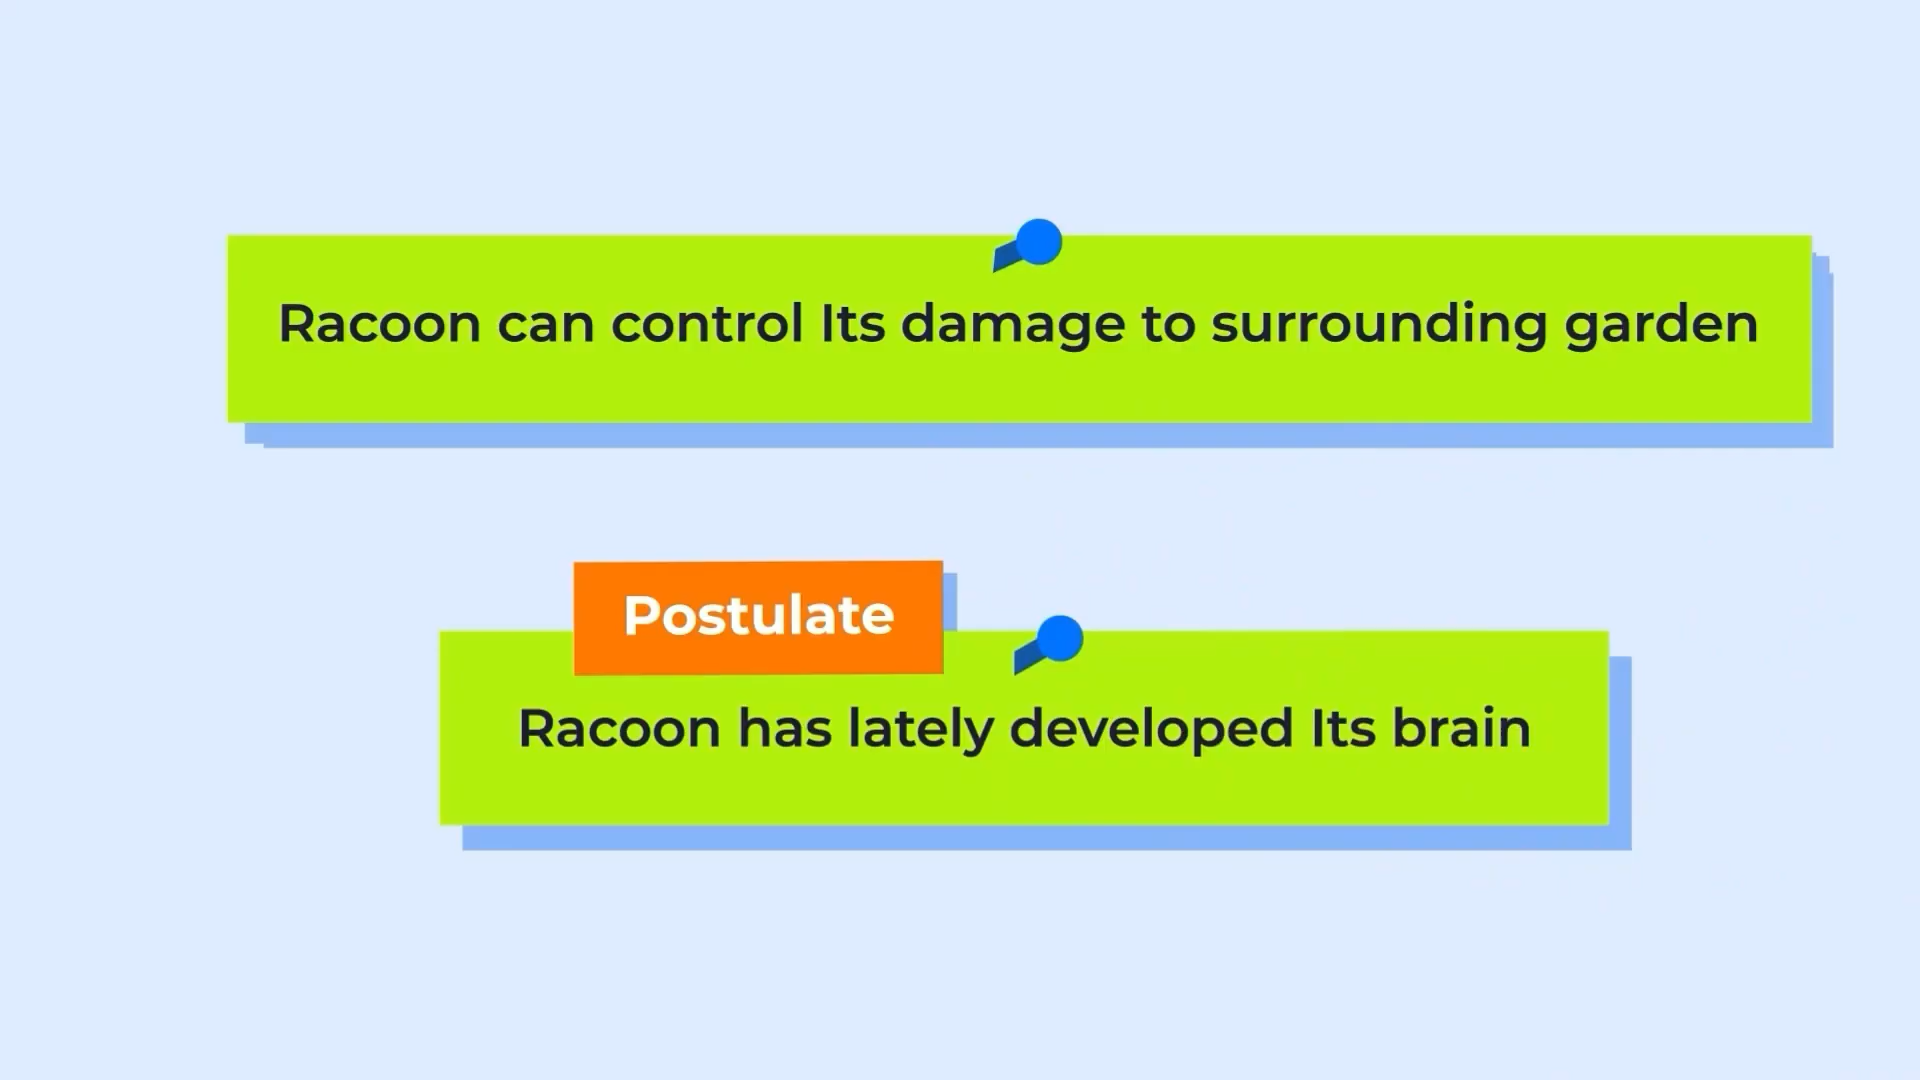 Racoon can control Its damage to surrounding garden
Postulate
Racoon has lately developed Its brain